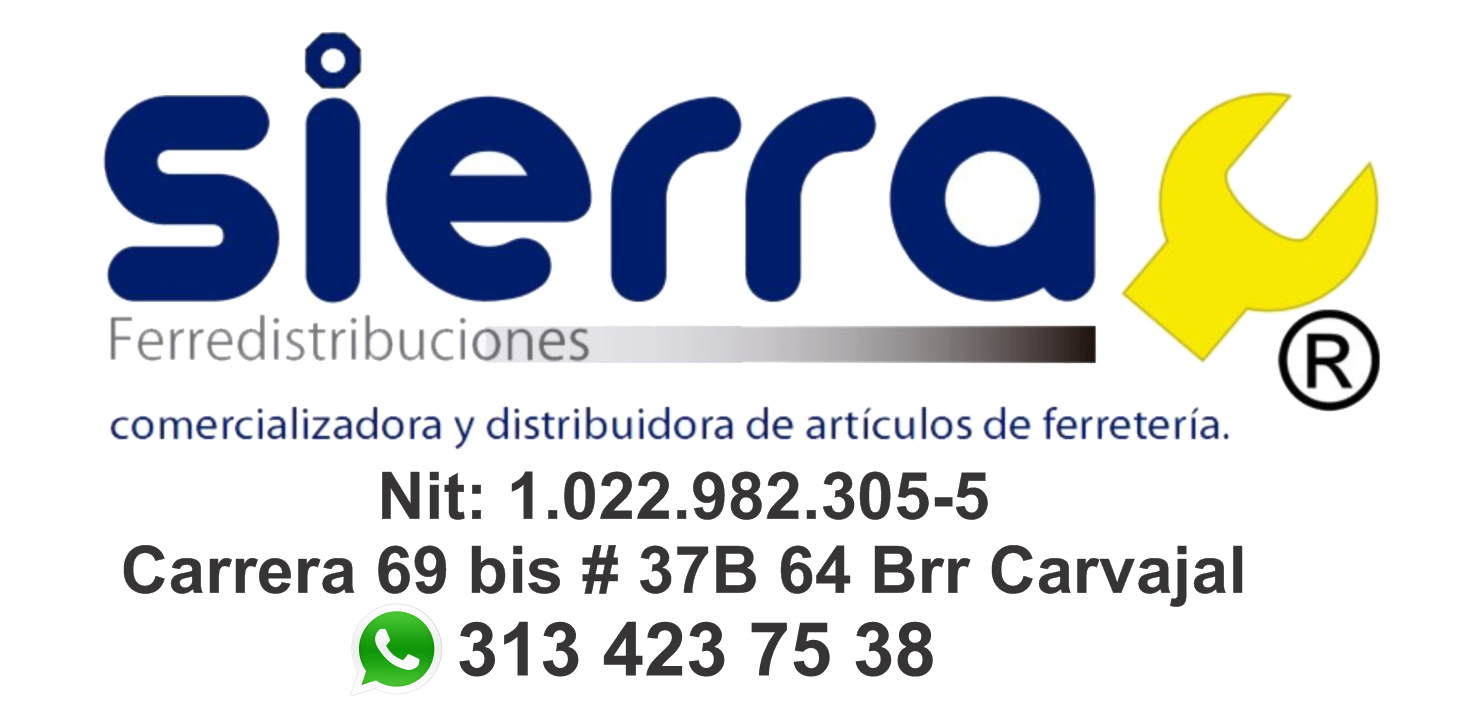 sierra
Ferredistribuciones
®
comercializadora y distribuidora de artículos de ferretería.
Nit: 1.022.982.305-5
Carrera 69 bis # 37B 64 Brr Carvajal
313 423 75 38